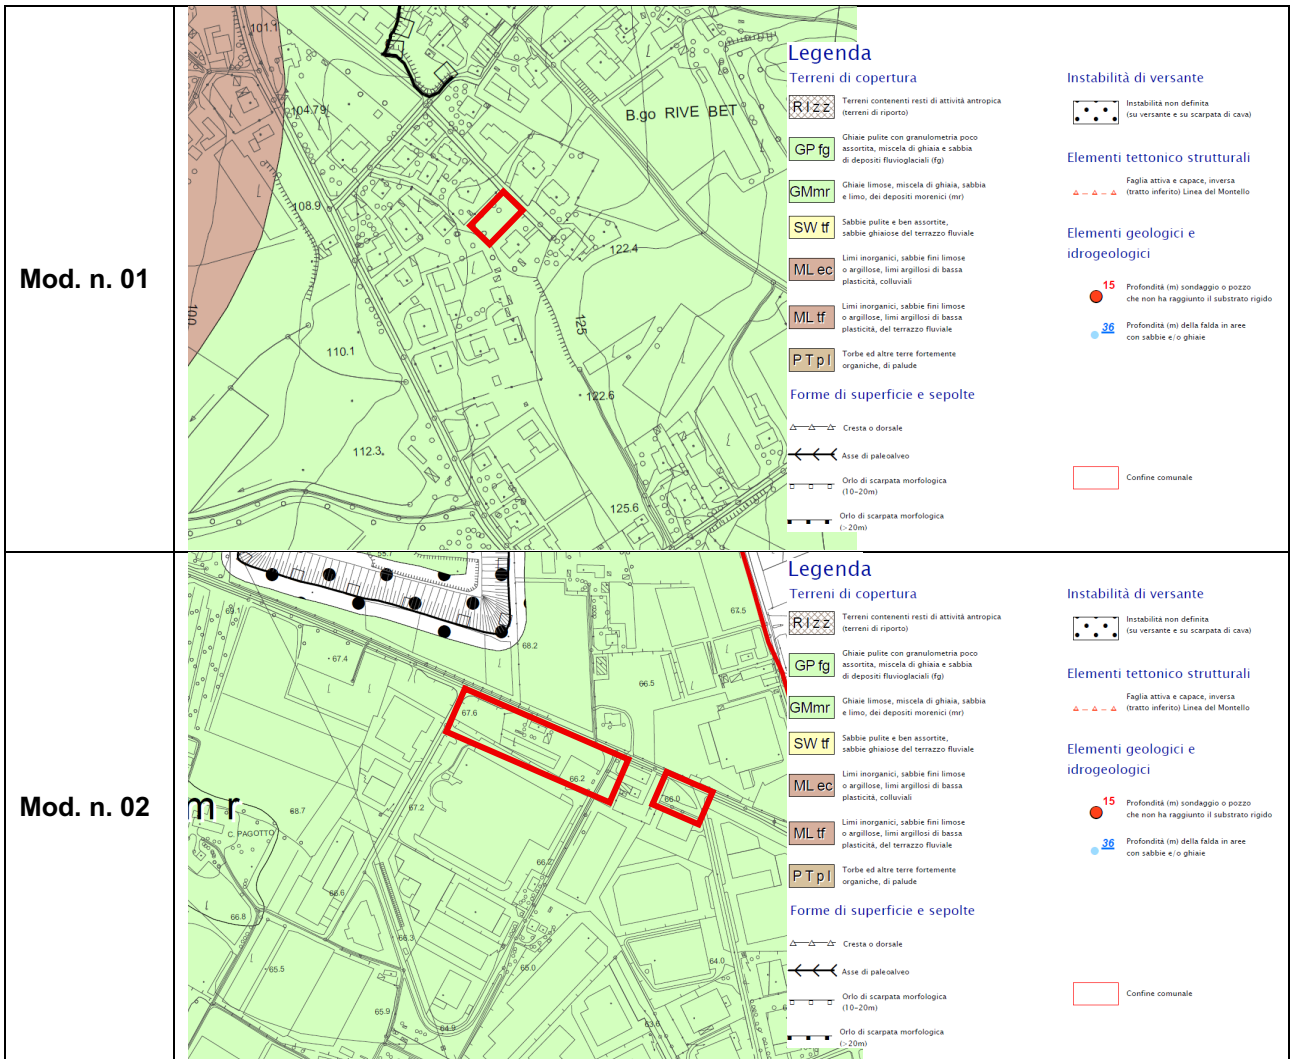 Mod. n. 01
101.1
104.79
108.9
100
110.1
112.3
B.go RIVE BET
122.4
125
122.6
125.6
Legenda
Terreni di copertura
RIzz
Terreni contenenti resti di attività antropica
(terreni di riporto)
GP fg
Ghiaie pulite con granulometria poco
assortita, miscela di ghiaia e sabbia
di depositi fluvioglaciali (fg)
GMmr
Ghiaie limose, miscela di ghiaia, sabbia
e limo, dei depositi morenici (mr)
SW tf
Sabbie pulite e ben assortite,
sabbie ghiaiose del terrazzo fluviale
ML ec
Limi inorganici, sabbie fini limose
o argillose, limi argillosi di bassa
plasticità, colluviali
ML tf
Limi inorganici, sabbie fini limose
o argillose, limi argillosi di bassa
plasticità, del terrazzo fluviale
PTpl
Torbe ed altre terre fortemente
organiche, di palude
Forme di superficie e sepolte
Cresta o dorsale
Asse di paleoalveo
Orlo di scarpata morfologica
(10-20m)
Orlo di scarpata morfologica
(>20m)
Instabilità di versante
Instabilità non definita
(su versante e su scarpata di cava)
Elementi tettonico strutturali
Faglia attiva e capace, inversa
(tratto inferito) Linea del Montello
Elementi geologici e
idrogeologici
15
Profondità (m) sondaggio o pozzo
che non ha raggiunto il substrato rigido
36
Profondità (m) della falda in aree
con sabbie e/o ghiaie
Confine comunale
Mod. n. 02
69.1
67.4
68.2
67.5
66.5
67.6
66.2
66.0
67.2
68.7
mr
C. PAGOTTO
66.2
66.6
66.8
66.3
65.5
65.0
64.0
65.9
64.9
63.6
Legenda
Terreni di copertura
RIzz
Terreni contenenti resti di attività antropica
(terreni di riporto)
GP fg
Ghiaie pulite con granulometria poco
assortita, miscela di ghiaia e sabbia
di depositi fluvioglaciali (fg)
GMmr
Ghiaie limose, miscela di ghiaia, sabbia
e limo, dei depositi morenici (mr)
SW tf
Sabbie pulite e ben assortite,
sabbie ghiaiose del terrazzo fluviale
ML ec
Limi inorganici, sabbie fini limose
o argillose, limi argillosi di bassa
plasticità, colluviali
ML tf
Limi inorganici, sabbie fini limose
o argillose, limi argillosi di bassa
plasticità, del terrazzo fluviale
PTpl
Torbe ed altre terre fortemente
organiche, di palude
Forme di superficie e sepolte
Cresta o dorsale
Asse di paleoalveo
Orlo di scarpata morfologica
(10-20m)
Orlo di scarpata morfologica
(>20m)
Instabilità di versante
Instabilità non definita
(su versante e su scarpata di cava)
Elementi tettonico strutturali
Faglia attiva e capace, inversa
(tratto inferito) Linea del Montello
Elementi geologici e
idrogeologici
15
Profondità (m) sondaggio o pozzo
che non ha raggiunto il substrato rigido
36
Profondità (m) della falda in aree
con sabbie e/o ghiaie
Confine comunale